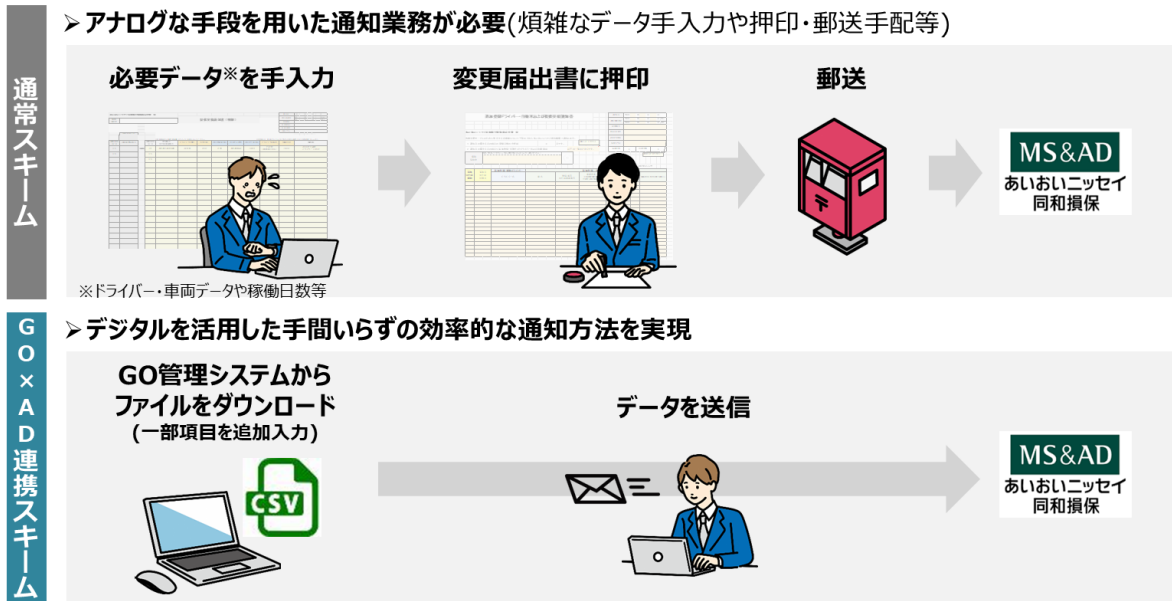 ➢アナログな手段を用いた通知業務が必要(煩雑なデータ手入力や押印・郵送手配等)
通常スキーム
必要データ※を手入力
変更届出書に押印
郵送
MS&AD
あいおいニッセイ
同和損保
〒
※ドライバー・車両データや稼働日数等
GO×AD連携スキーム
➢デジタルを活用した手間いらずの効率的な通知方法を実現
GO管理システムから
ファイルをダウンロード
(一部項目を追加入力)
CSV
データを送信
MS&AD
あいおいニッセイ
同和損保